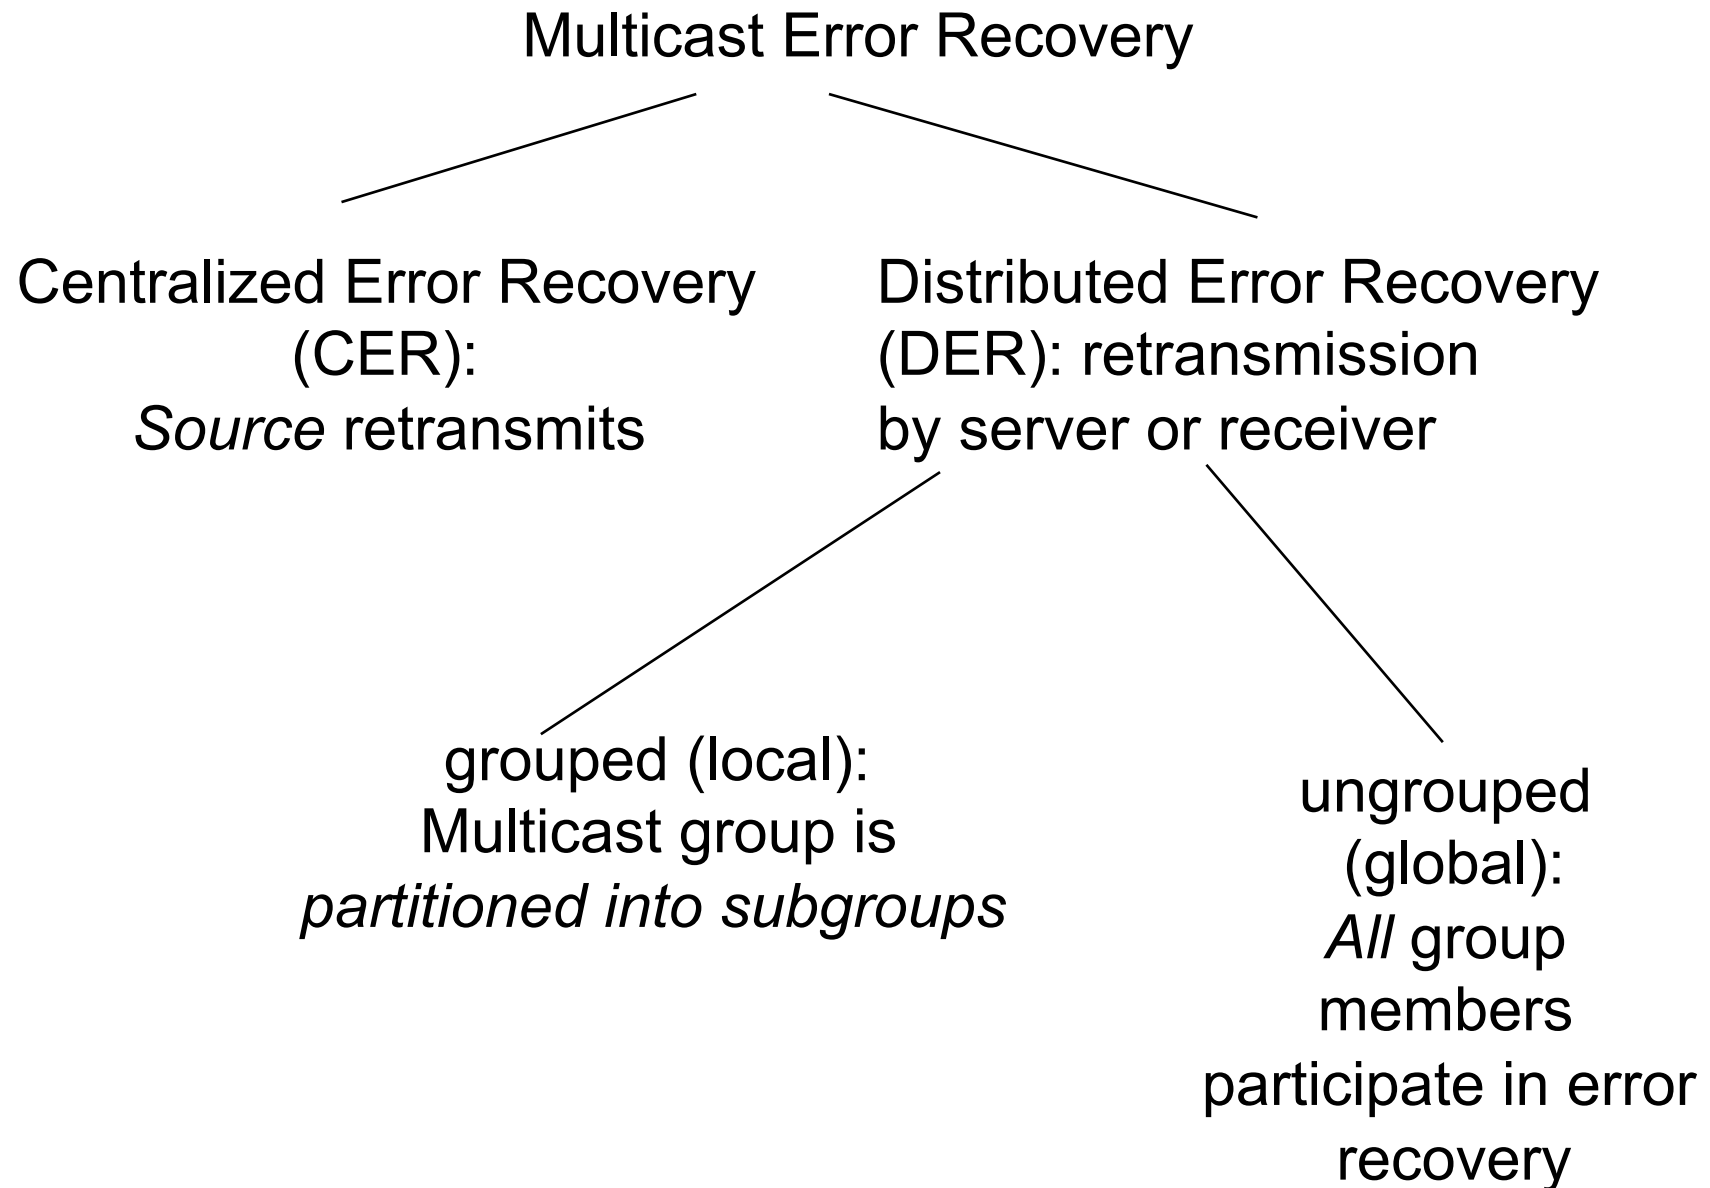 Multicast Error Recovery
Centralized Error Recovery
(CER):
Source retransmits
Distributed Error Recovery
(DER): retransmission
by server or receiver
grouped (local):
Multicast group is
partitioned into subgroups
ungrouped
(global):
All group
members
participate in error
recovery